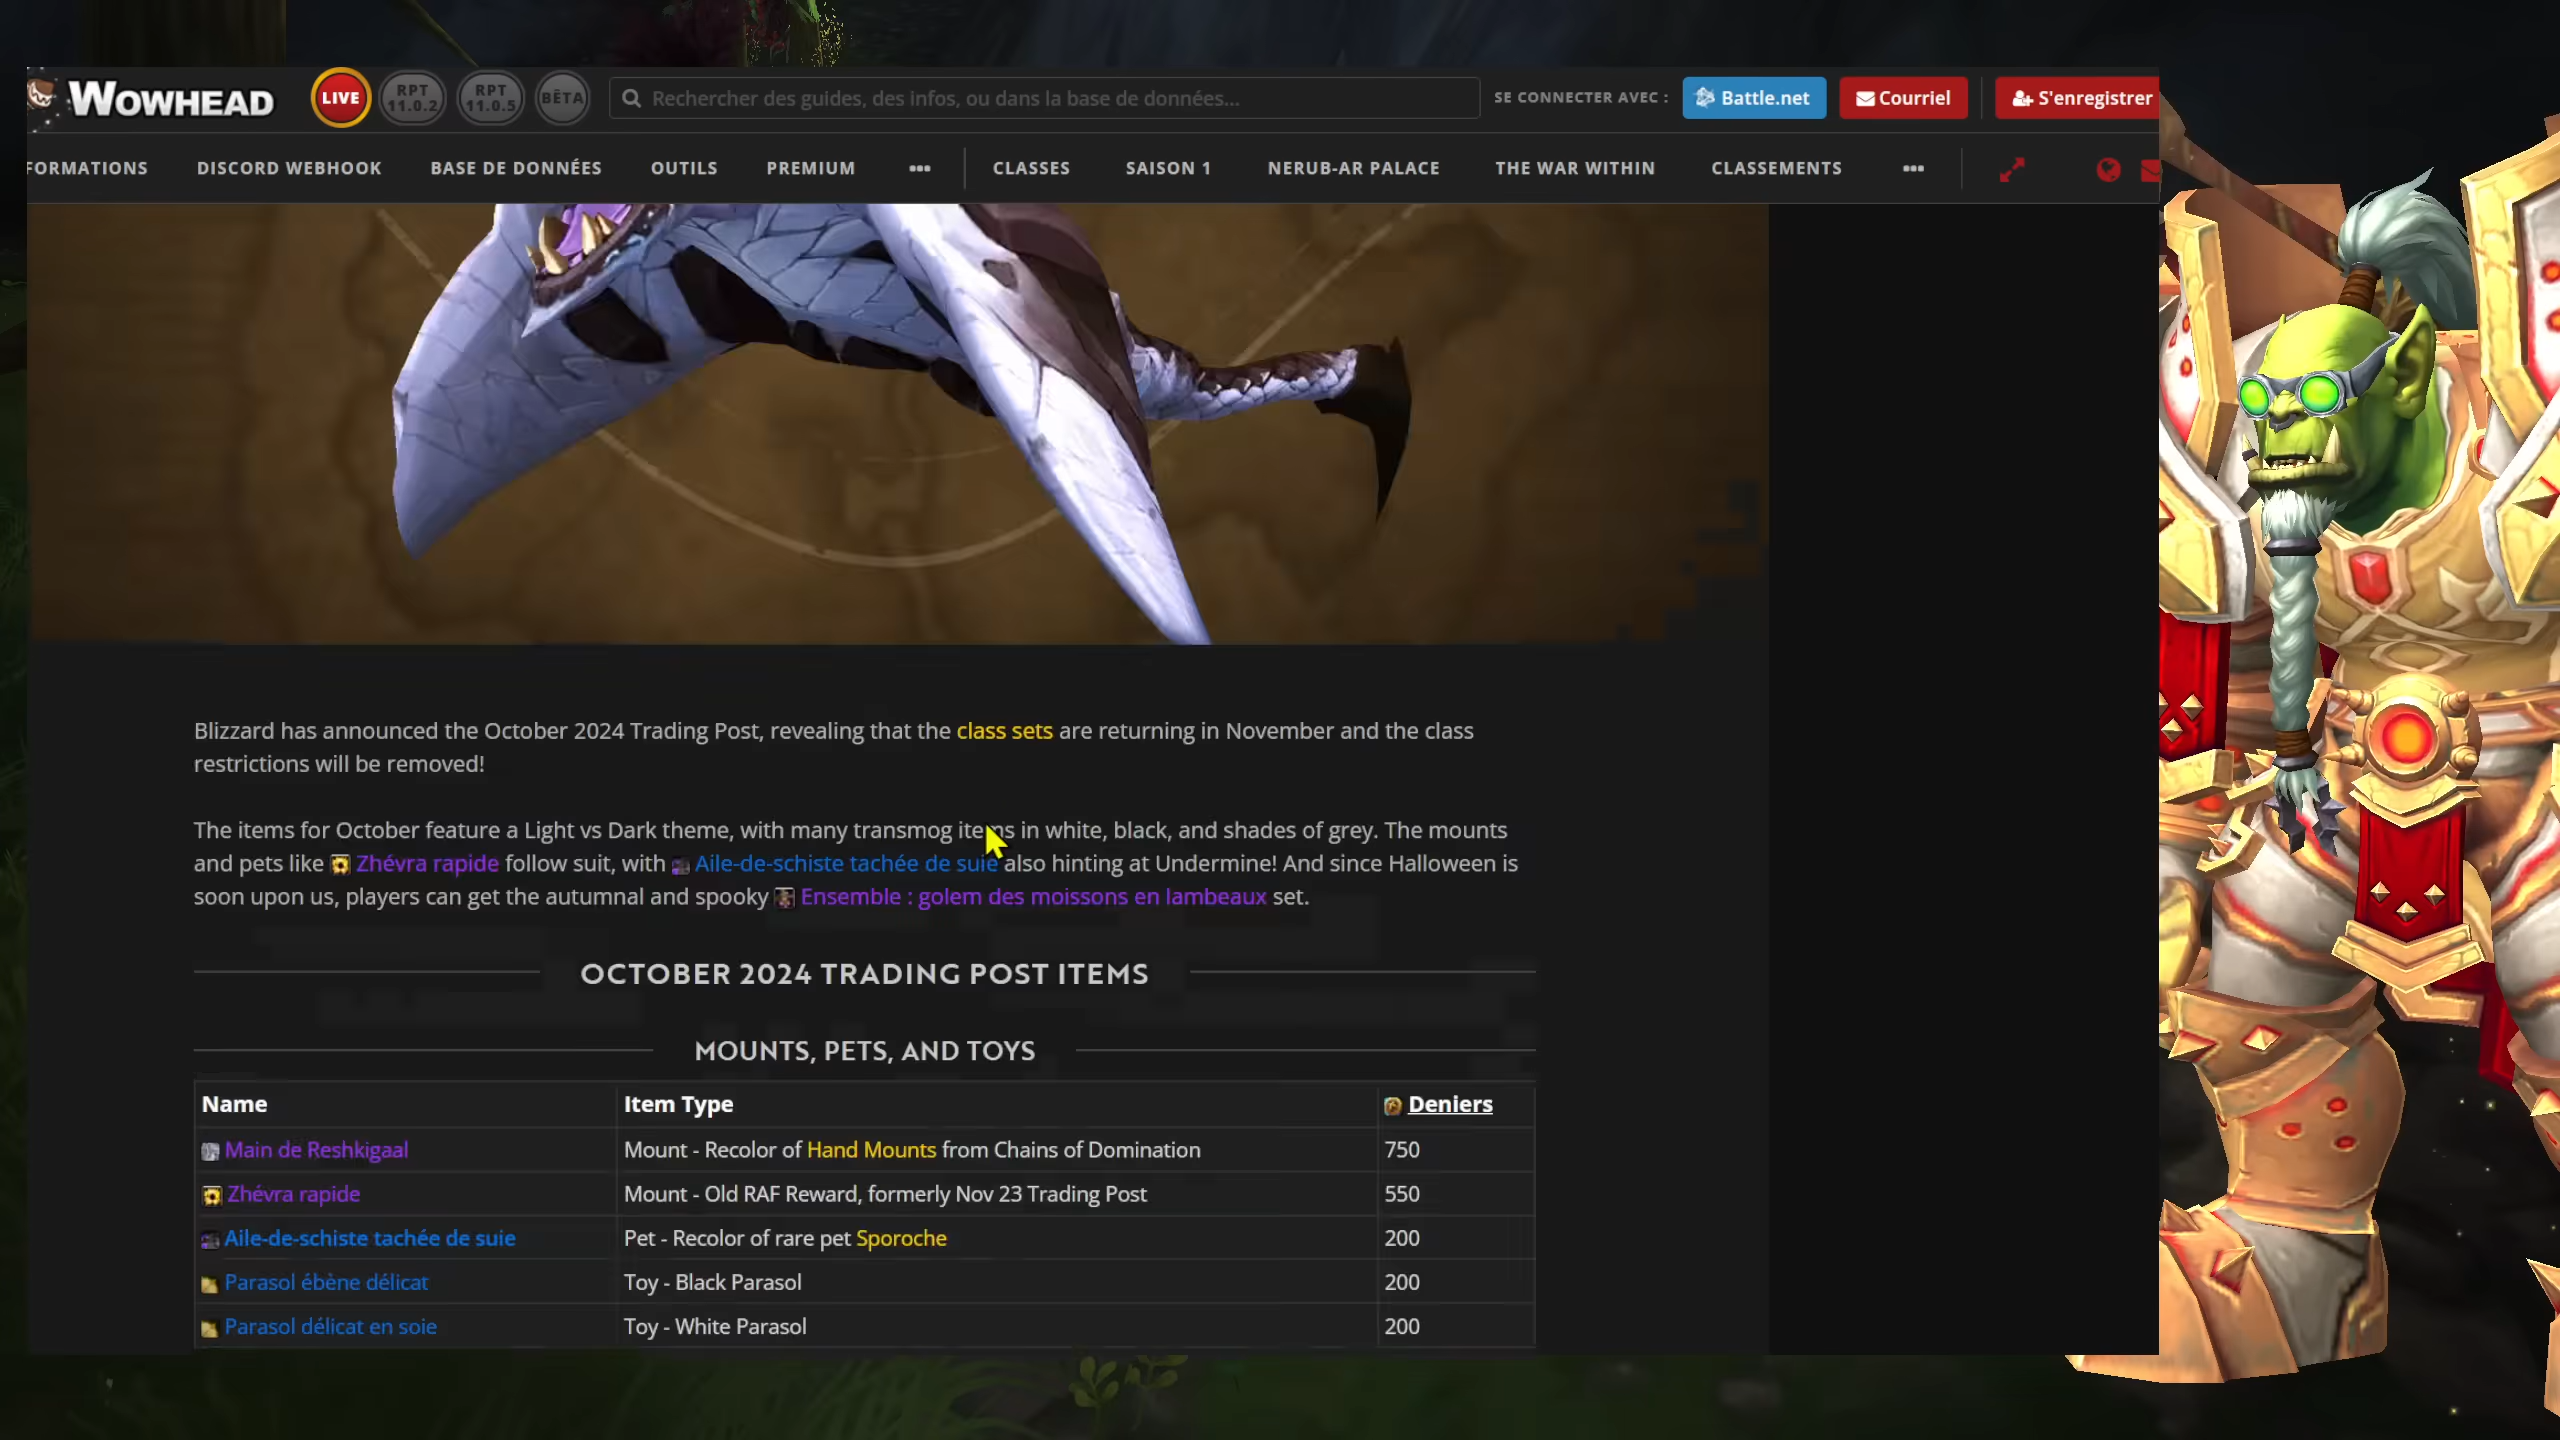 WOWHEAD LIVE RPT 11.0.2 RPT 11.0.5 BÊTA Rechercher des guides, des infos, ou dans la base de données... SE CONNECTER AVEC : Battle.net Courriel S'enregistrer
FORMATIONS DISCORD WEBHOOK BASE DE DONNÉES OUTILS PREMIUM ••• CLASSES SAISON 1 NERUB-AR PALACE THE WAR WITHIN CLASSEMENTS •••
Blizzard has announced the October 2024 Trading Post, revealing that the class sets are returning in November and the class
restrictions will be removed!
The items for October feature a Light vs Dark theme, with many transmog items in white, black, and shades of grey. The mounts
and pets like Zhévra rapide follow suit, with Aile-de-schiste tachée de suie also hinting at Undermine! And since Halloween is
soon upon us, players can get the autumnal and spooky Ensemble : golem des moissons en lambeaux set.
OCTOBER 2024 TRADING POST ITEMS
MOUNTS, PETS, AND TOYS
Name Item Type Deniers
Main de Reshkigaal Mount - Recolor of Hand Mounts from Chains of Domination 750
Zhévra rapide Mount - Old RAF Reward, formerly Nov 23 Trading Post 550
Aile-de-schiste tachée de suie Pet - Recolor of rare pet Sporoche 200
Parasol ébène délicat Toy - Black Parasol 200
Parasol délicat en soie Toy - White Parasol 200